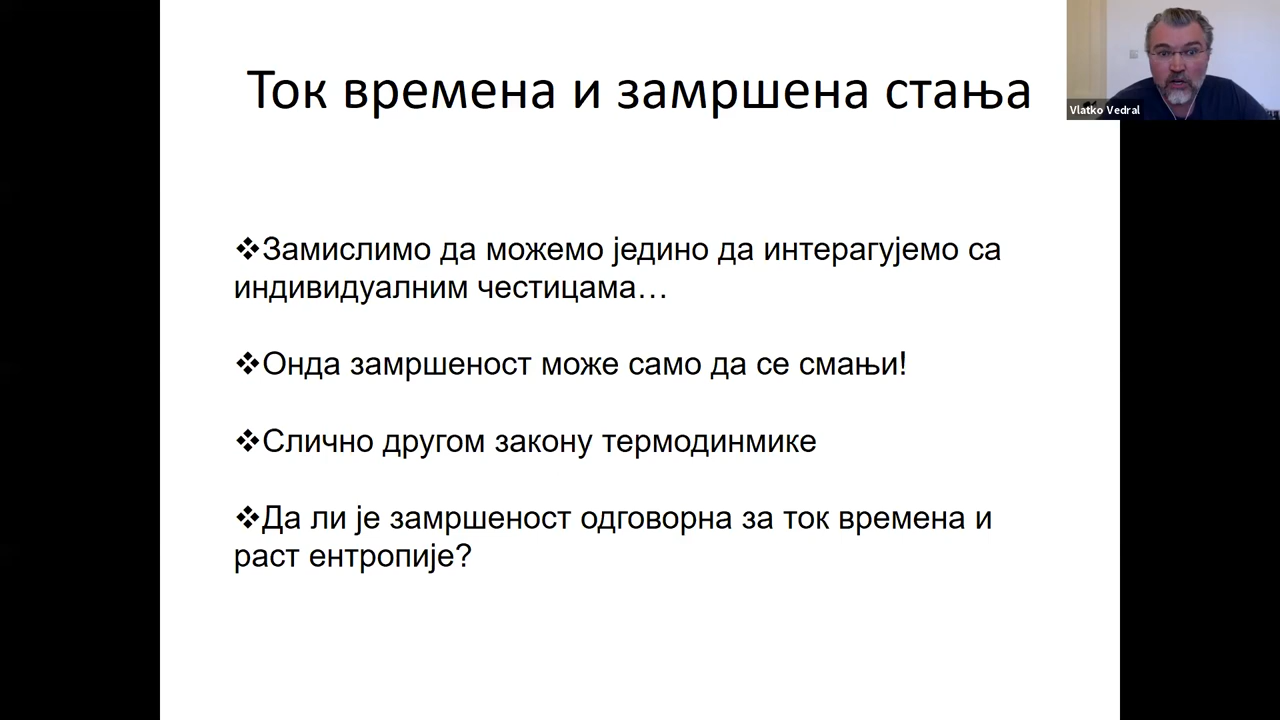 Ток времена и замршена стања
Vlatko Vedral
❖Замислимо да можемо једино да интерагујемо са
индивидуалним честицама…
❖Онда замршеност може само да се смањи!
❖Слично другом закону термодинмике
❖Да ли је замршеност одговорна за ток времена и
раст ентропије?